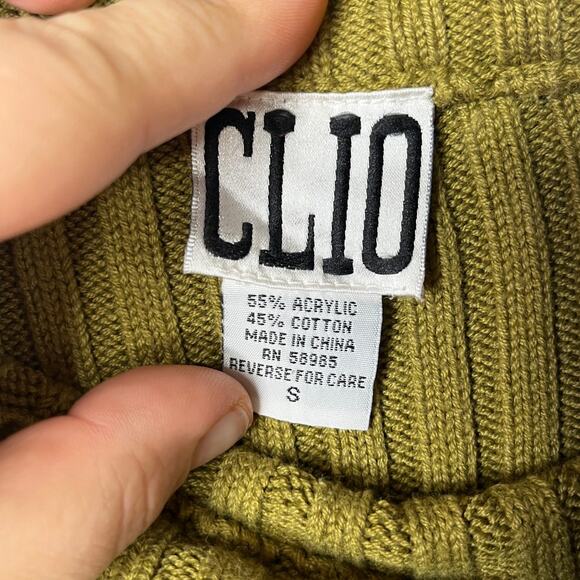 CLIO
55% ACRYLIC
45% COTTON
MADE IN CHINA
RN 58985
REVERSE FOR CARE
S